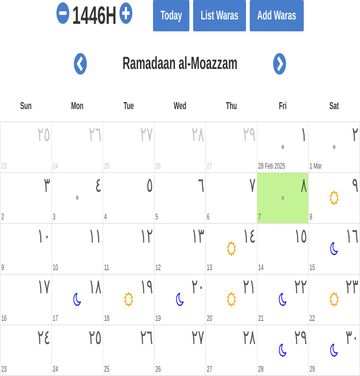 1446H
Today List Waras Add Waras
Ramadaan al-Moazzam
Sun Mon Tue Wed Thu Fri Sat
٢٥ ٢٦ ٢٧ ٢٨ ٢٩ ١ ٢
23 24 25 26 27 28 Feb 2025 1 Mar
٣ ٤ ٥ ٦ ٧ ٨ ٩
2 3 4 5 6 7 8
١٠ ١١ ١٢ ١٣ ١٤ ١٥ ١٦
9 10 11 12 13 14 15
١٧ ١٨ ١٩ ٢٠ ٢١ ٢٢ ٢٣
16 17 18 19 20 21 22
٢٤ ٢٥ ٢٦ ٢٧ ٢٨ ٢٩ ٣٠
23 24 25 26 27 28 29